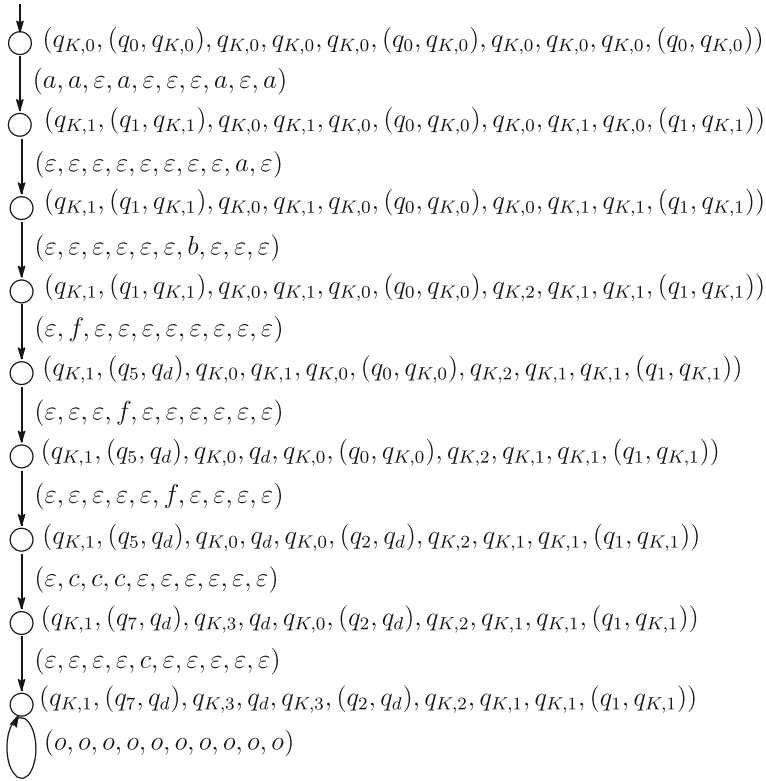 (q_{K,0}, (q_0, q_{K,0}), q_{K,0}, q_{K,0}, q_{K,0}, (q_0, q_{K,0}), q_{K,0}, q_{K,0}, q_{K,0}, (q_0, q_{K,0}))
(a, a, ε, a, ε, ε, ε, a, ε, a)
(q_{K,1}, (q_1, q_{K,1}), q_{K,0}, q_{K,1}, q_{K,0}, (q_0, q_{K,0}), q_{K,0}, q_{K,1}, q_{K,0}, (q_1, q_{K,1}))
(ε, ε, ε, ε, ε, ε, ε, ε, a, ε)
(q_{K,1}, (q_1, q_{K,1}), q_{K,0}, q_{K,1}, q_{K,0}, (q_0, q_{K,0}), q_{K,0}, q_{K,1}, q_{K,1}, (q_1, q_{K,1}))
(ε, ε, ε, ε, ε, ε, b, ε, ε, ε)
(q_{K,1}, (q_1, q_{K,1}), q_{K,0}, q_{K,1}, q_{K,0}, (q_0, q_{K,0}), q_{K,2}, q_{K,1}, q_{K,1}, (q_1, q_{K,1}))
(ε, f, ε, ε, ε, ε, ε, ε, ε, ε)
(q_{K,1}, (q_5, q_d), q_{K,0}, q_{K,1}, q_{K,0}, (q_0, q_{K,0}), q_{K,2}, q_{K,1}, q_{K,1}, (q_1, q_{K,1}))
(ε, ε, ε, f, ε, ε, ε, ε, ε, ε)
(q_{K,1}, (q_5, q_d), q_{K,0}, q_d, q_{K,0}, (q_0, q_{K,0}), q_{K,2}, q_{K,1}, q_{K,1}, (q_1, q_{K,1}))
(ε, ε, ε, ε, ε, f, ε, ε, ε, ε)
(q_{K,1}, (q_5, q_d), q_{K,0}, q_d, q_{K,0}, (q_2, q_d), q_{K,2}, q_{K,1}, q_{K,1}, (q_1, q_{K,1}))
(ε, c, c, c, ε, ε, ε, ε, ε, ε)
(q_{K,1}, (q_7, q_d), q_{K,3}, q_d, q_{K,0}, (q_2, q_d), q_{K,2}, q_{K,1}, q_{K,1}, (q_1, q_{K,1}))
(ε, ε, ε, ε, c, ε, ε, ε, ε, ε)
(q_{K,1}, (q_7, q_d), q_{K,3}, q_d, q_{K,3}, (q_2, q_d), q_{K,2}, q_{K,1}, q_{K,1}, (q_1, q_{K,1}))
(o, o, o, o, o, o, o, o, o, o)